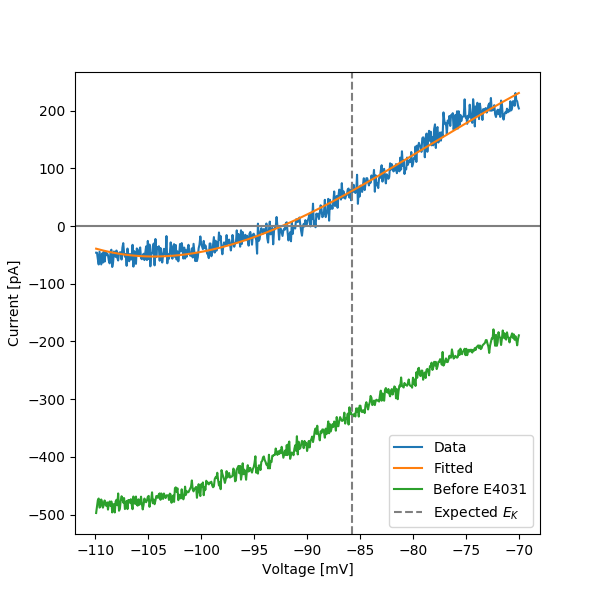 200
100
0
−100
−200
−300
−400
−500
Current [pA]
Data
Fitted
Before E4031
Expected E_K
−110 −105 −100 −95 −90 −85 −80 −75 −70
Voltage [mV]